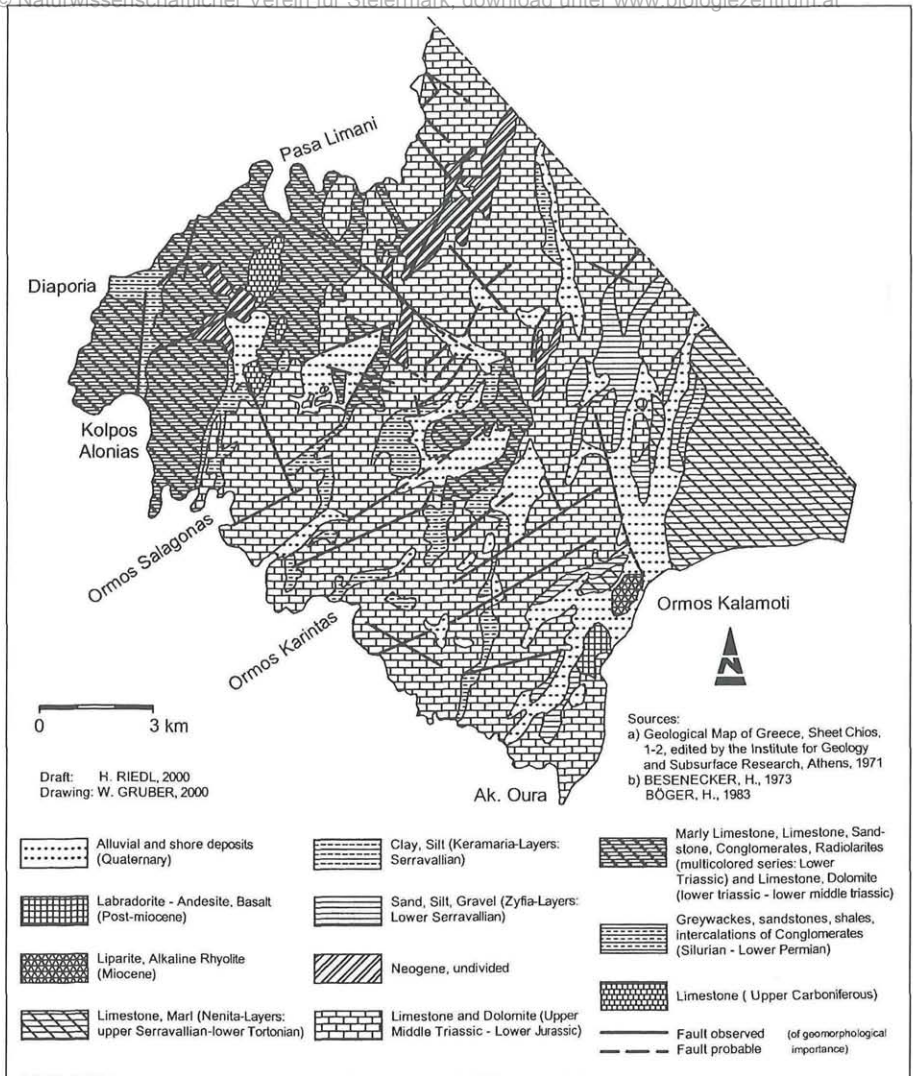 © Naturwissenschaftlicher Verein für Steiermark, download unter www.biologiezentrum.at
Pasa Limani
Diaporia
Kolpos
Alonias
Ormos Salagonas
Ormos Karintas
Ormos Kalamoti
N
0 3 km
Sources:
a) Geological Map of Greece, Sheet Chios,
1-2, edited by the Institute for Geology
and Subsurface Research, Athens, 1971
b) BESENECKER, H., 1973
BÖGER, H., 1983
Draft: H. RIEDL, 2000
Drawing: W. GRUBER, 2000
Ak. Oura
Alluvial and shore deposits
(Quaternary)
Labradorite - Andesite, Basalt
(Post-miocene)
Liparite, Alkaline Rhyolite
(Miocene)
Limestone, Marl (Nenita-Layers:
upper Serravallian-lower Tortonian)
Clay, Silt (Keramaria-Layers:
Serravallian)
Sand, Silt, Gravel (Zyfia-Layers:
Lower Serravallian)
Neogene, undivided
Limestone and Dolomite (Upper
Middle Triassic - Lower Jurassic)
Marly Limestone, Limestone, Sand-
stone, Conglomerates, Radiolarites
(multicolored series: Lower
Triassic) and Limestone, Dolomite
(lower triassic - lower middle triassic)
Greywackes, sandstones, shales,
intercalations of Conglomerates
(Silurian - Lower Permian)
Limestone ( Upper Carboniferous)
Fault observed (of geomorphological
Fault probable importance)